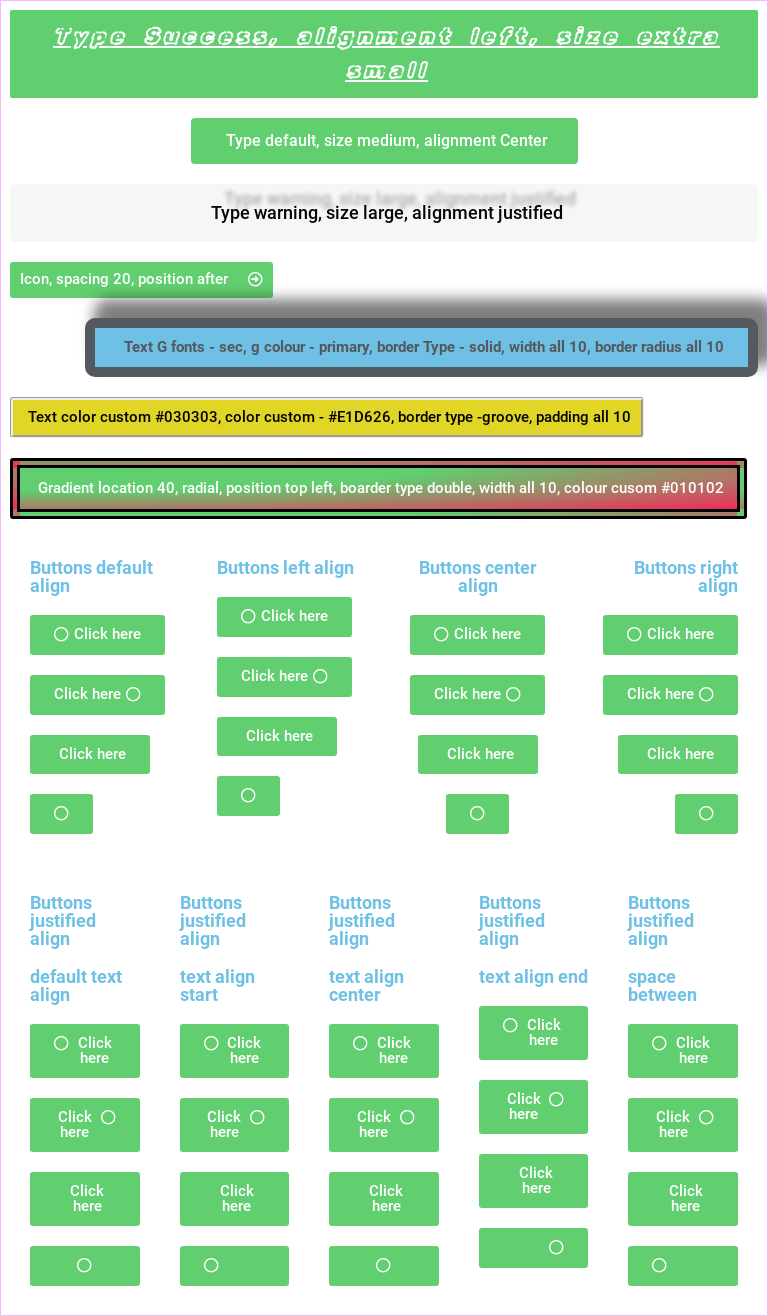 Type Success, alignment left, size extra
small
Type default, size medium, alignment Center
Type warning, size large, alignment justified
Type warning, size large, alignment justified
Icon, spacing 20, position after
Text G fonts - sec, g colour - primary, border Type - solid, width all 10, border radius all 10
Text color custom #030303, color custom - #E1D626, border type -groove, padding all 10
Gradient location 40, radial, position top left, boarder type double, width all 10, colour cusom #010102
Buttons default
align
Click here
Click here
Click here
Buttons left align
Click here
Click here
Click here
Buttons center
align
Click here
Click here
Click here
Buttons right
align
Click here
Click here
Click here
Buttons
justified
align
default text
align
Click
here
Click
here
Click
here
Buttons
justified
align
text align
start
Click
here
Click
here
Click
here
Buttons
justified
align
text align
center
Click
here
Click
here
Click
here
Buttons
justified
align
text align end
Click
here
Click
here
Click
here
Buttons
justified
align
space
between
Click
here
Click
here
Click
here